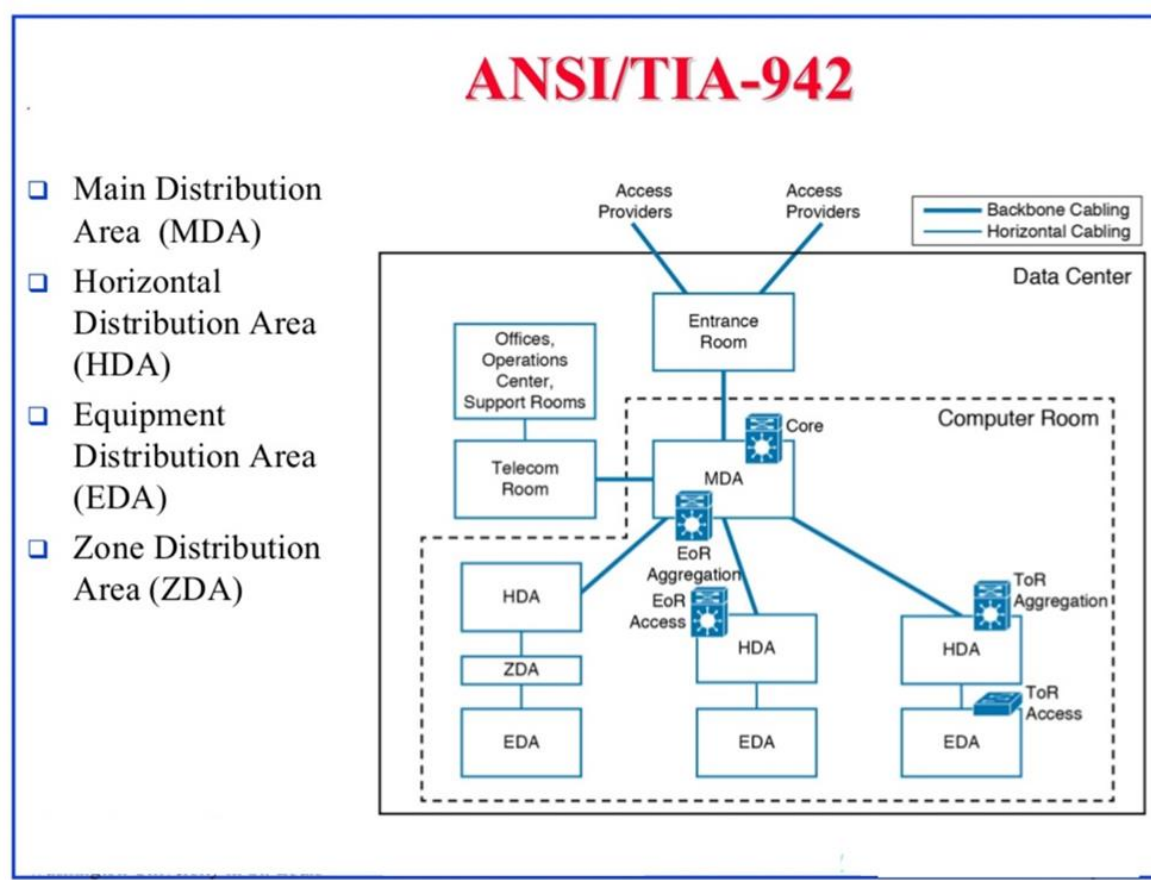 ANSI/TIA-942
Main Distribution
Area (MDA)
Horizontal
Distribution Area
(HDA)
Equipment
Distribution Area
(EDA)
Zone Distribution
Area (ZDA)
Access
Providers
Access
Providers
Backbone Cabling
Horizontal Cabling
Data Center
Entrance
Room
Offices,
Operations
Center,
Support Rooms
Computer Room
Core
Telecom
Room
MDA
EoR
Aggregation
EoR
Access
ToR
Aggregation
HDA
HDA
HDA
ZDA
ToR
Access
EDA
EDA
EDA